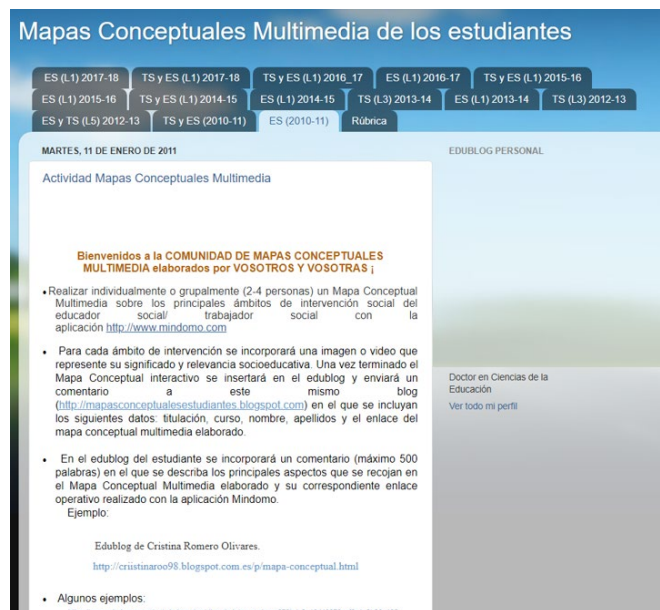 Mapas Conceptuales Multimedia de los estudiantes
ES (L1) 2017-18 TS y ES (L1) 2017-18 TS y ES (L1) 2016_17 ES (L1) 2016-17 TS y ES (L1) 2015-16
ES (L1) 2015-16 TS y ES (L1) 2014-15 ES (L1) 2014-15 TS (L3) 2013-14 ES (L1) 2013-14 TS (L3) 2012-13
ES y TS (L5) 2012-13 TS y ES (2010-11) ES (2010-11) Rúbrica
MARTES, 11 DE ENERO DE 2011
Actividad Mapas Conceptuales Multimedia
Bienvenidos a la COMUNIDAD DE MAPAS CONCEPTUALES
MULTIMEDIA elaborados por VOSOTROS Y VOSOTRAS ¡
• Realizar individualmente o grupalmente (2-4 personas) un Mapa Conceptual
Multimedia sobre los principales ámbitos de intervención social del
educador social/ trabajador social con la
aplicación http://www.mindomo.com
• Para cada ámbito de intervención se incorporará una imagen o video que
represente su significado y relevancia socioeducativa. Una vez terminado el
Mapa Conceptual interactivo se insertará en el edublog y enviará un
comentario a este mismo blog
(http://mapasconceptualesestudiantes.blogspot.com) en el que se incluyan
los siguientes datos: titulación, curso, nombre, apellidos y el enlace del
mapa conceptual multimedia elaborado.
• En el edublog del estudiante se incorporará un comentario (máximo 500
palabras) en el que se describa los principales aspectos que se recojan en
el Mapa Conceptual Multimedia elaborado y su correspondiente enlace
operativo realizado con la aplicación Mindomo.
Ejemplo:
Edublog de Cristina Romero Olivares.
http://criistinaroo98.blogspot.com.es/p/mapa-conceptual.html
• Algunos ejemplos:
EDUBLOG PERSONAL
Doctor en Ciencias de la
Educación
Ver todo mi perfil